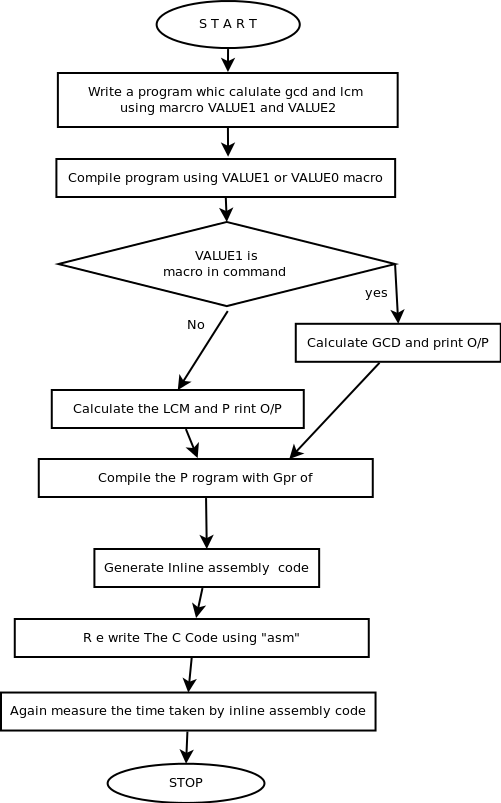 S T A R T
Write a program whic calulate gcd and lcm
using marcro VALUE1 and VALUE2
Compile program using VALUE1 or VALUE0 macro
VALUE1 is
macro in command
yes
No
Calculate GCD and print O/P
Calculate the LCM and P rint O/P
Compile the P rogram with Gpr of
Generate Inline assembly code
R e write The C Code using "asm"
Again measure the time taken by inline assembly code
STOP